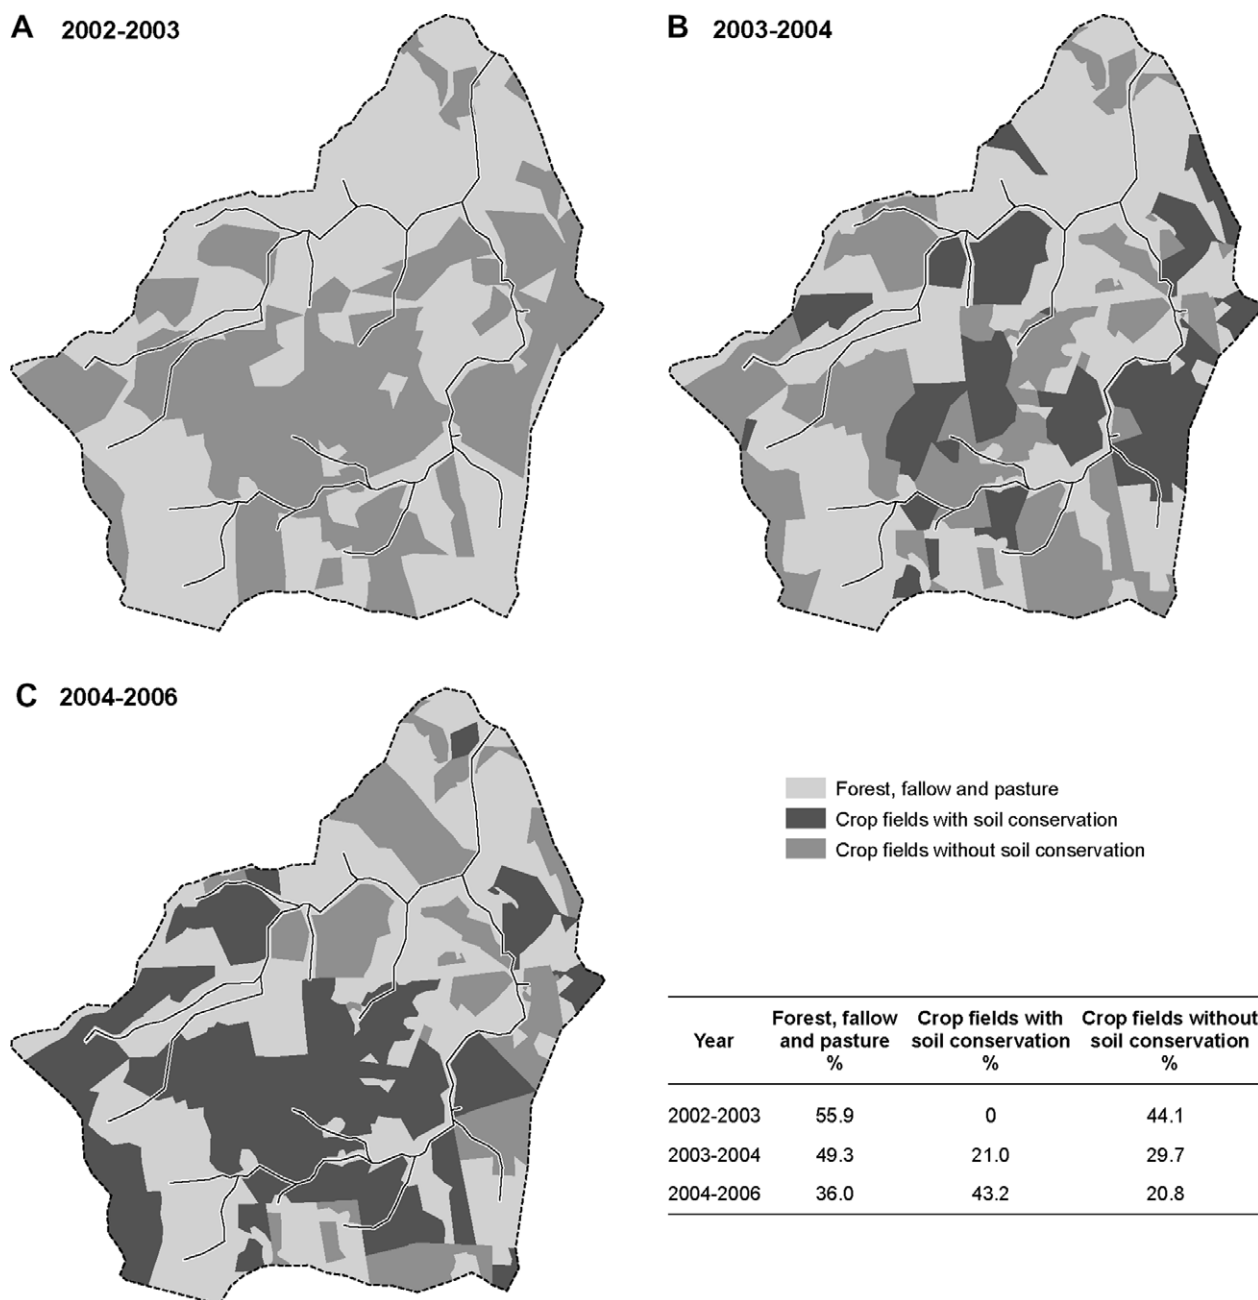 A 2002-2003
B 2003-2004
C 2004-2006
Forest, fallow and pasture
Crop fields with soil conservation
Crop fields without soil conservation
Year Forest, fallow and pasture % Crop fields with soil conservation % Crop fields without soil conservation %
2002-2003 55.9 0 44.1
2003-2004 49.3 21.0 29.7
2004-2006 36.0 43.2 20.8